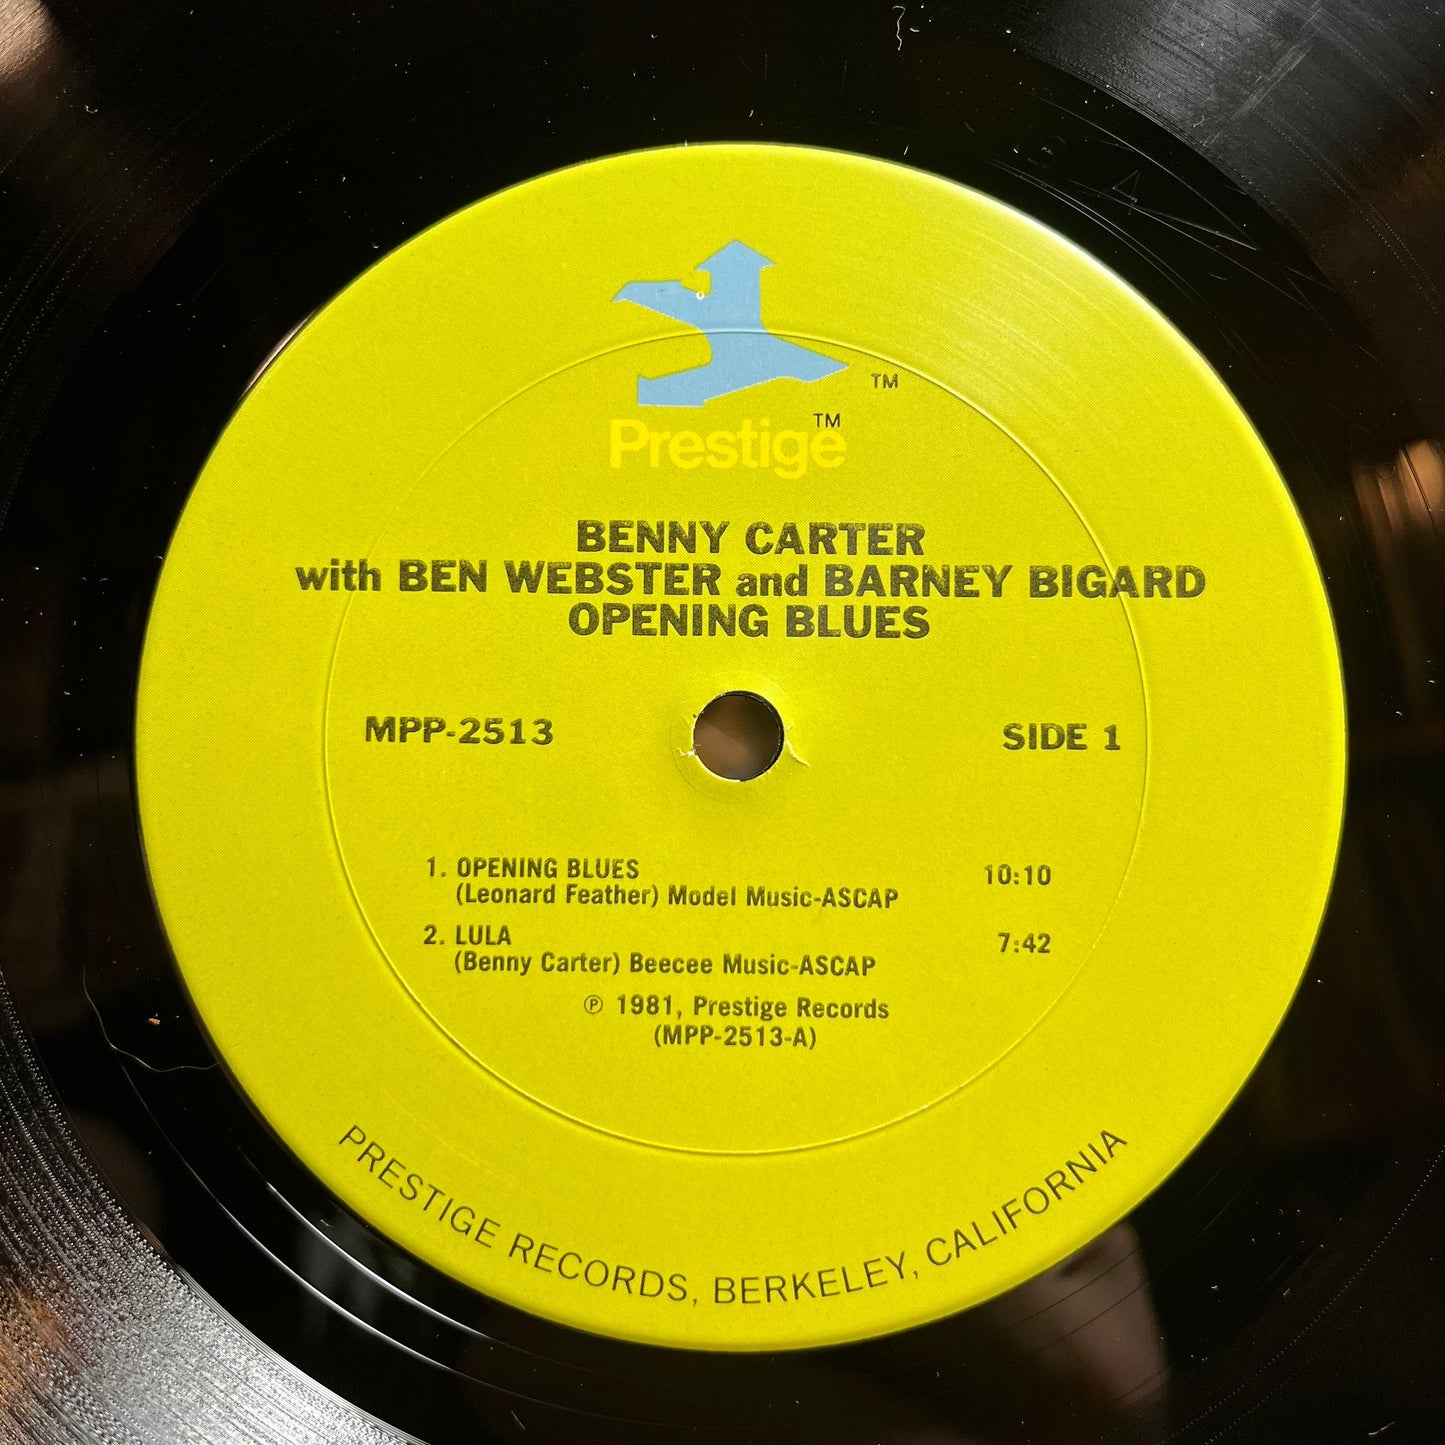 TM
Prestige TM
BENNY CARTER
with BEN WEBSTER and BARNEY BIGARD
OPENING BLUES
MPP-2513
SIDE 1
1. OPENING BLUES 10:10
(Leonard Feather) Model Music-ASCAP
2. LULA 7:42
(Benny Carter) Beecee Music-ASCAP
℗ 1981, Prestige Records
(MPP-2513-A)
PRESTIGE RECORDS, BERKELEY, CALIFORNIA